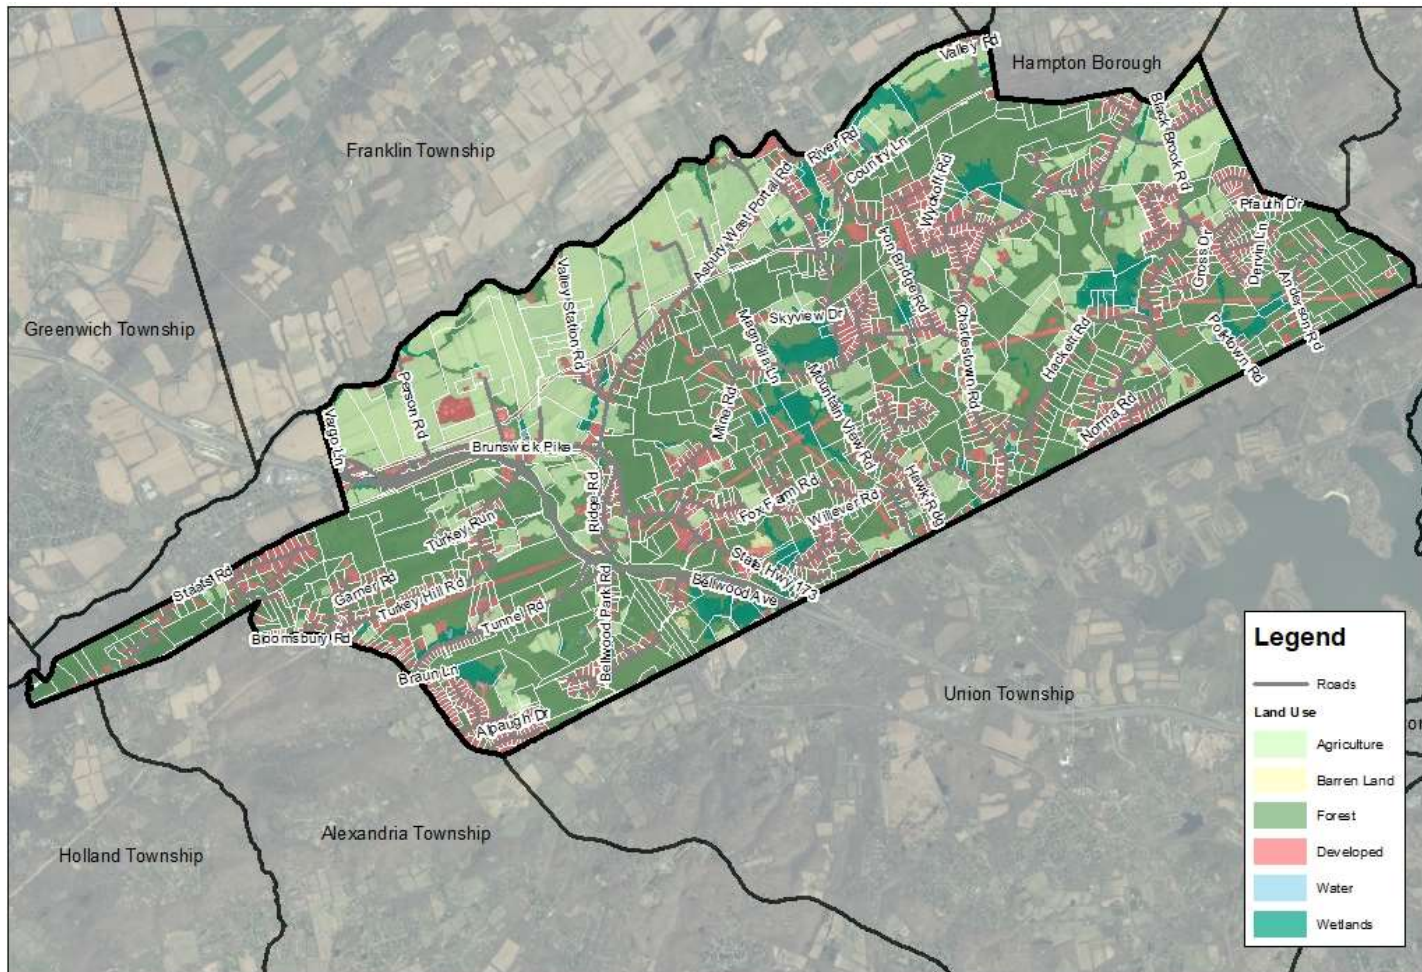 Valley Rd
Hampton Borough
Black Brook Rd
Franklin Township
River Rd
Country Ln
Wyckoff Rd
Asbury West Portal Rd
Pfauth Dr
Iron Bridge Rd
Gross Dr
Dervin Ln
Anderson Rd
Valley Station Rd
Greenwich Township
Skyview Dr
Magnolia Ln
Charlestown Rd
Hackett Rd
Polktown Rd
Person Rd
Mine Rd
Mountain View Rd
Norma Rd
Vargo Ln
Brunswick Pike
Ridge Rd
Fox Farm Rd
Willever Rd
Hawk Rdg
Turkey Run
State Hwy 173
Staats Rd
Garner Rd
Turkey Hill Rd
Tunnel Rd
Bellwood Park Rd
Bellwood Ave
Bloomsbury Rd
Braun Ln
Alpaugh Dr
Union Township
Alexandria Township
Holland Township
Legend
Roads
Land Use
Agriculture
Barren Land
Forest
Developed
Water
Wetlands